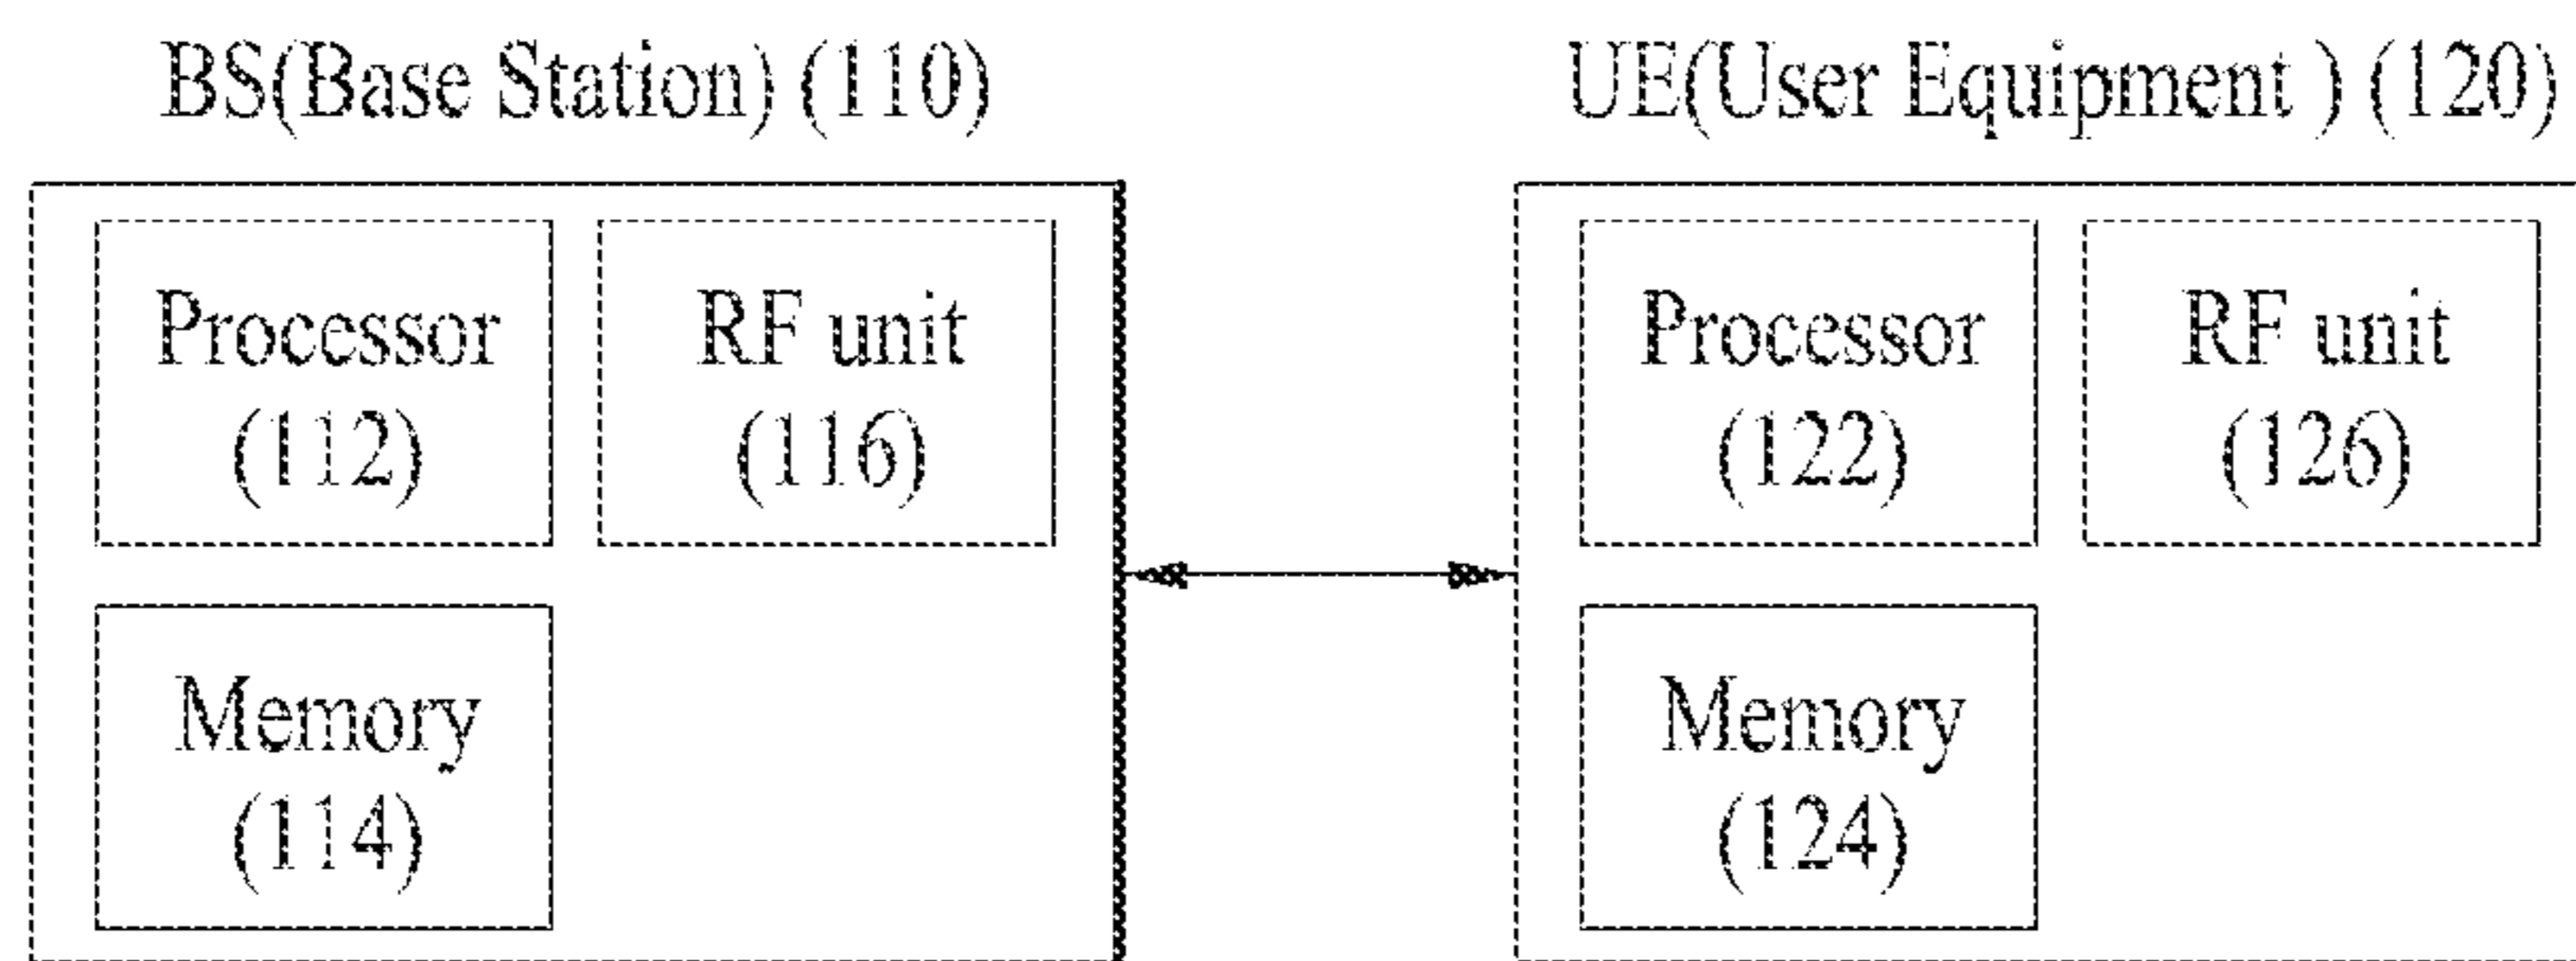 BS(Base Station) (110)
Processor
(112)
RF unit
(116)
Memory
(114)
UE(User Equipment ) (120)
Processor
(122)
RF unit
(126)
Memory
(124)